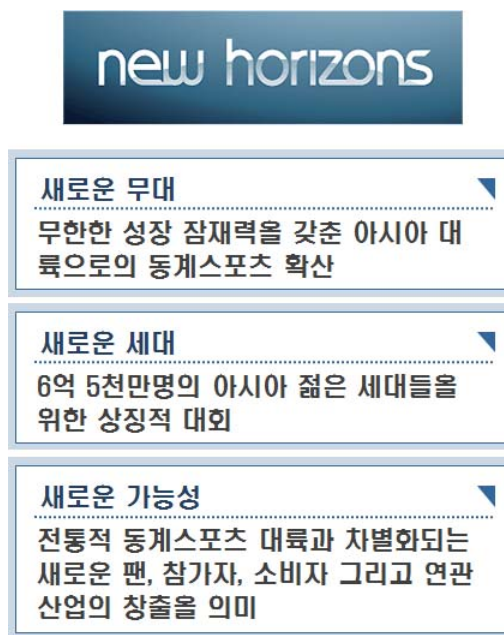 new horizons
새로운 무대
무한한 성장 잠재력을 갖춘 아시아 대
륙으로의 동계스포츠 확산
새로운 세대
6억 5천만명의 아시아 젊은 세대들을
위한 상징적 대회
새로운 가능성
전통적 동계스포츠 대륙과 차별화되는
새로운 팬, 참가자, 소비자 그리고 연관
산업의 창출을 의미